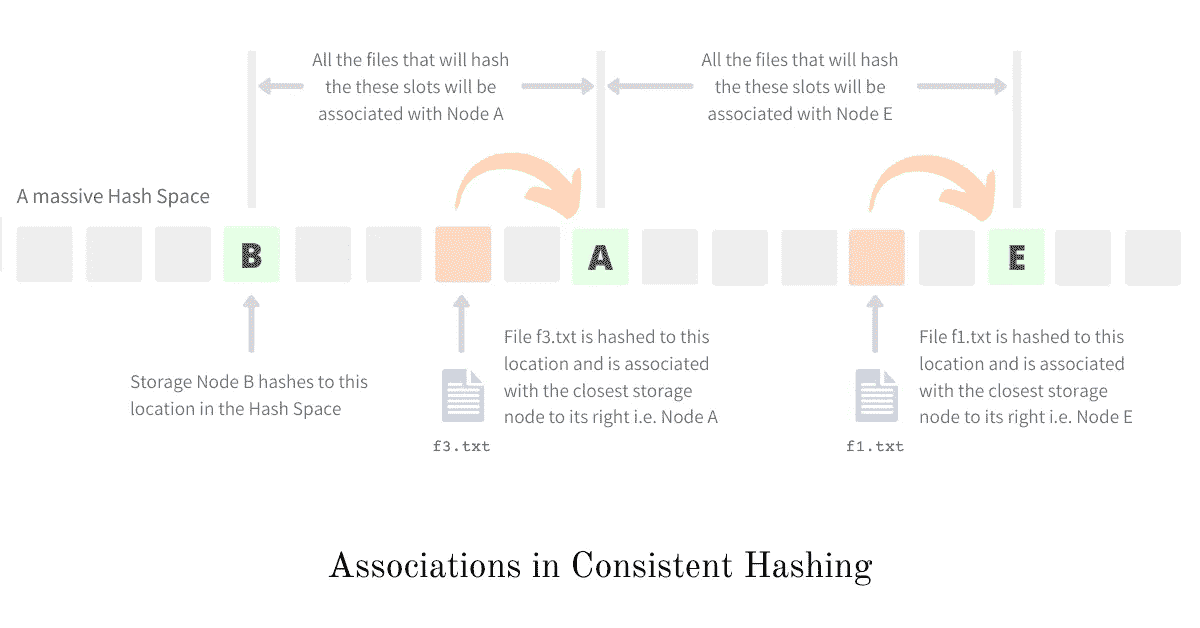 All the files that will hash
the these slots will be
associated with Node A
All the files that will hash
the these slots will be
associated with Node E
A massive Hash Space
B
A
E
Storage Node B hashes to this
location in the Hash Space
File f3.txt is hashed to this
location and is associated
with the closest storage
node to its right i.e. Node A
f3.txt
File f1.txt is hashed to this
location and is associated
with the closest storage
node to its right i.e. Node E
f1.txt
Associations in Consistent Hashing